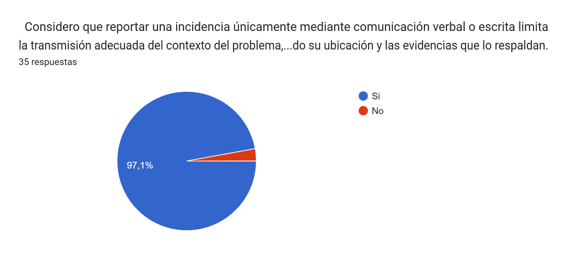 Considero que reportar una incidencia únicamente mediante comunicación verbal o escrita limita
la transmisión adecuada del contexto del problema,...do su ubicación y las evidencias que lo respaldan.
35 respuestas
Si
No
97,1%